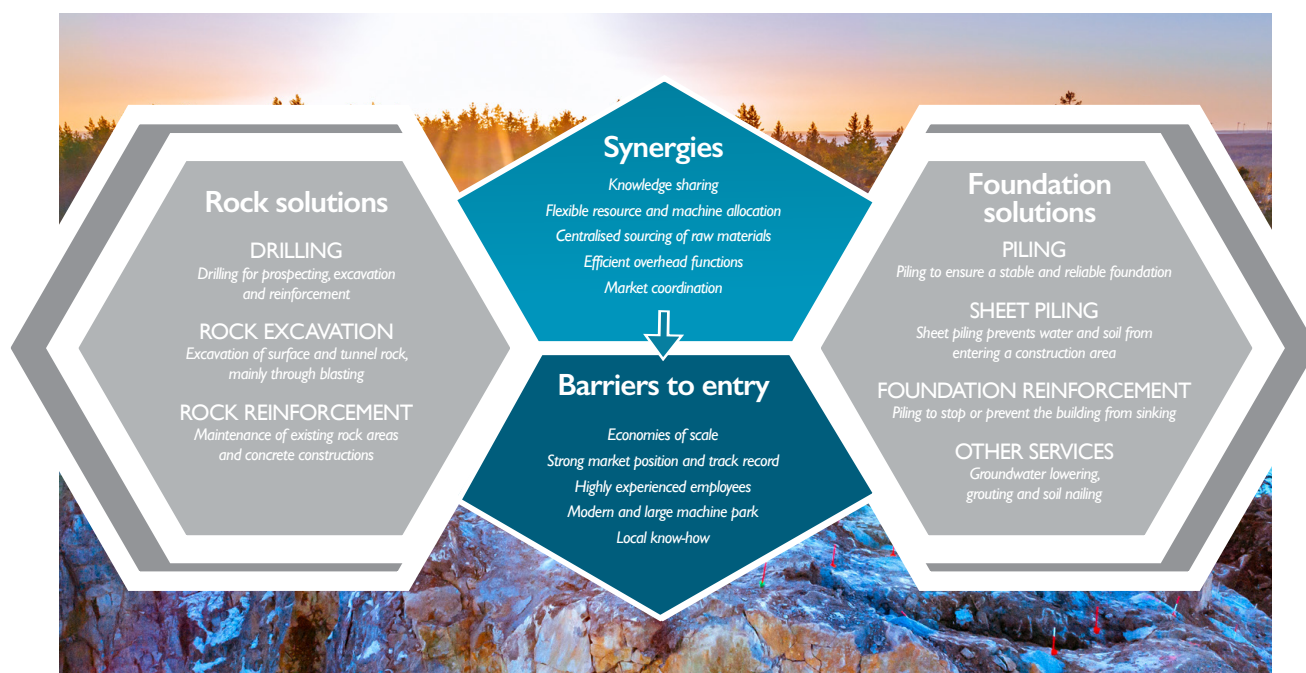 Rock solutions
DRILLING
Drilling for prospecting, excavation
and reinforcement
ROCK EXCAVATION
Excavation of surface and tunnel rock,
mainly through blasting
ROCK REINFORCEMENT
Maintenance of existing rock areas
and concrete constructions
Synergies
Knowledge sharing
Flexible resource and machine allocation
Centralised sourcing of raw materials
Efficient overhead functions
Market coordination
Barriers to entry
Economies of scale
Strong market position and track record
Highly experienced employees
Modern and large machine park
Local know-how
Foundation
solutions
PILING
Piling to ensure a stable and reliable foundation
SHEET PILING
Sheet piling prevents water and soil from
entering a construction area
FOUNDATION REINFORCEMENT
Piling to stop or prevent the building from sinking
OTHER SERVICES
Groundwater lowering,
grouting and soil nailing